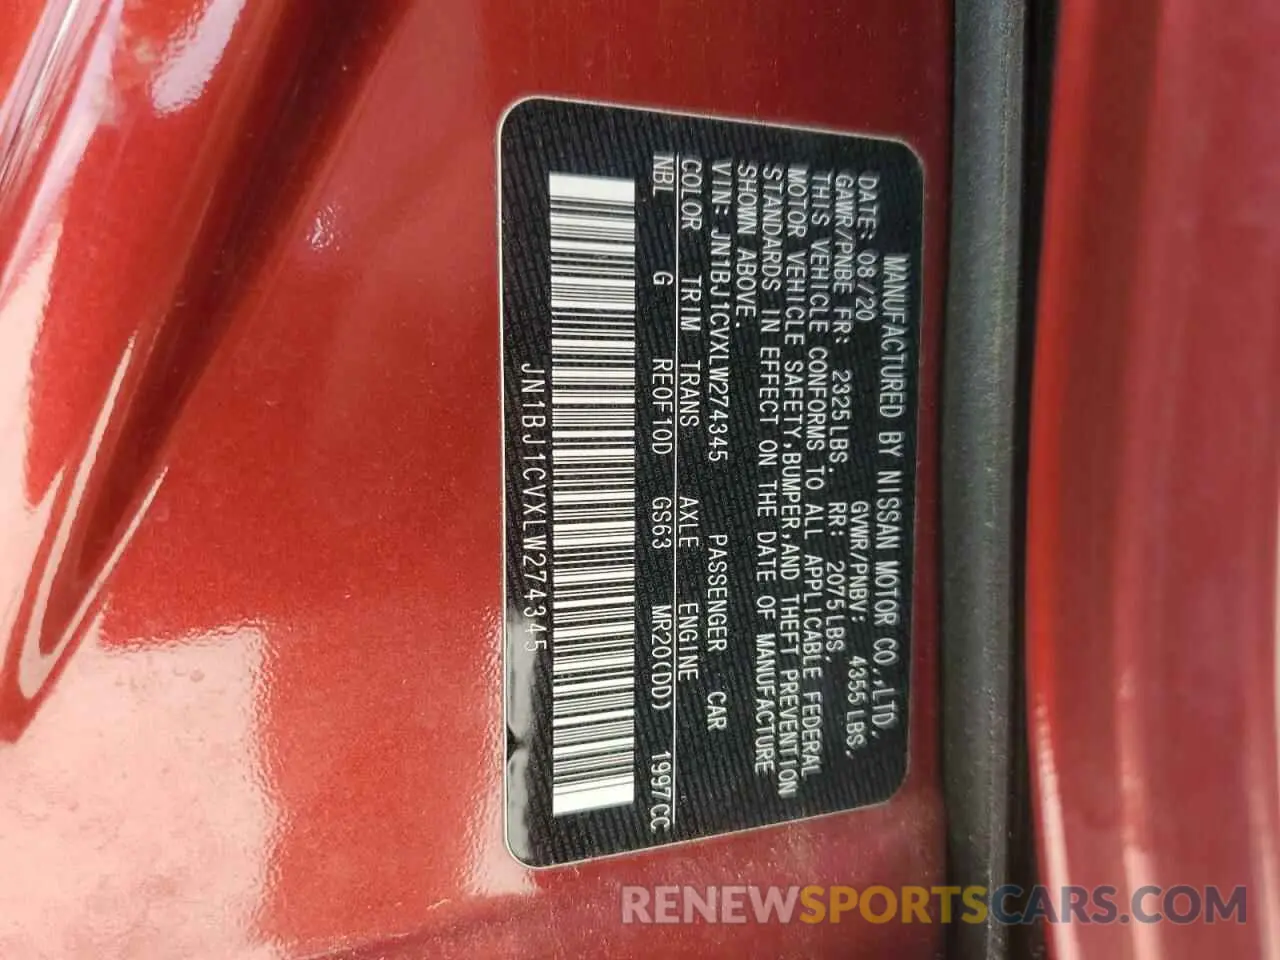 MANUFACTURED BY NISSAN MOTOR CO.,LTD.
DATE: 08/20 GVWR/PNBV: 4355LBS.
GAWR/PNBE FR: 2325LBS. RR: 2075LBS.
THIS VEHICLE CONFORMS TO ALL APPLICABLE FEDERAL
MOTOR VEHICLE SAFETY,BUMPER,AND THEFT PREVENTION
STANDARDS IN EFFECT ON THE DATE OF MANUFACTURE
SHOWN ABOVE.
VIN: JN1BJ1CVXLW274345 PASSENGER CAR
COLOR TRIM TRANS AXLE ENGINE
NBL G RE0F10D GS63 MR20(DD) 1997CC
JN1BJ1CVXLW274345
RENEWSPORTSCARS.COM